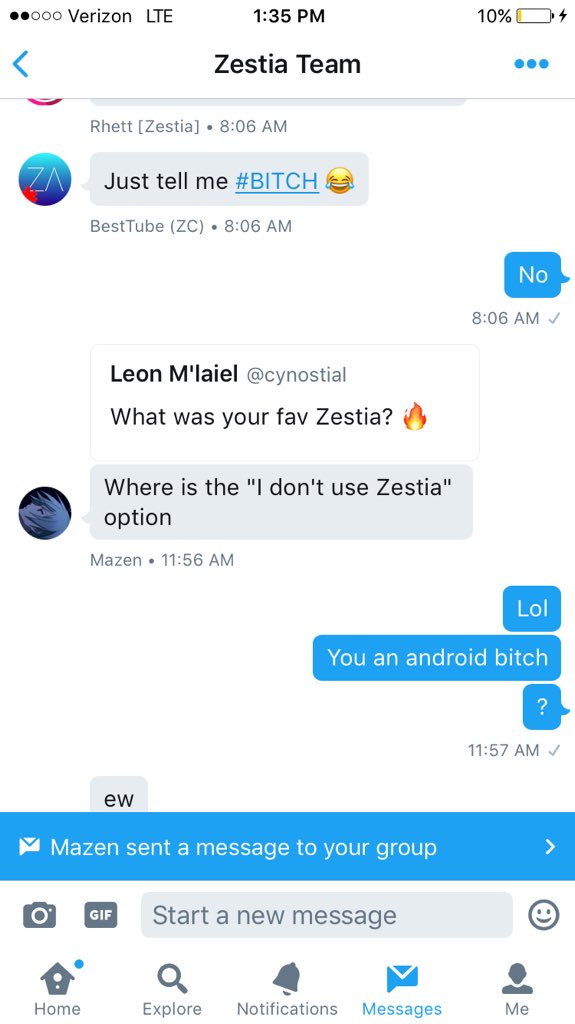 Verizon LTE 1:35 PM 10%
Zestia Team
Rhett [Zestia] • 8:06 AM
ZA
Just tell me #BITCH 😂
BestTube (ZC) • 8:06 AM
No
8:06 AM ✓
Leon M'laiel @cynostial
What was your fav Zestia? 🔥
Where is the "I don't use Zestia"
option
Mazen • 11:56 AM
Lol
You an android bitch
?
11:57 AM ✓
ew
Mazen sent a message to your group
GIF Start a new message
Home Explore Notifications Messages Me